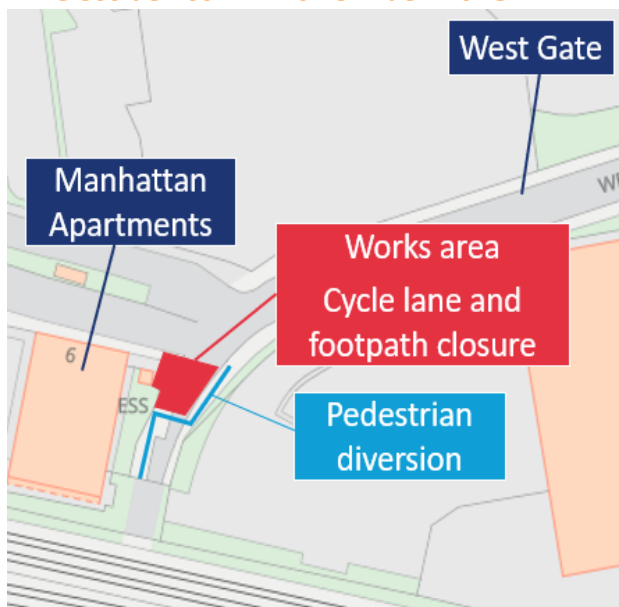 West Gate
Manhattan
Apartments
Works area
Cycle lane and
footpath closure
6
ESS
Pedestrian
diversion